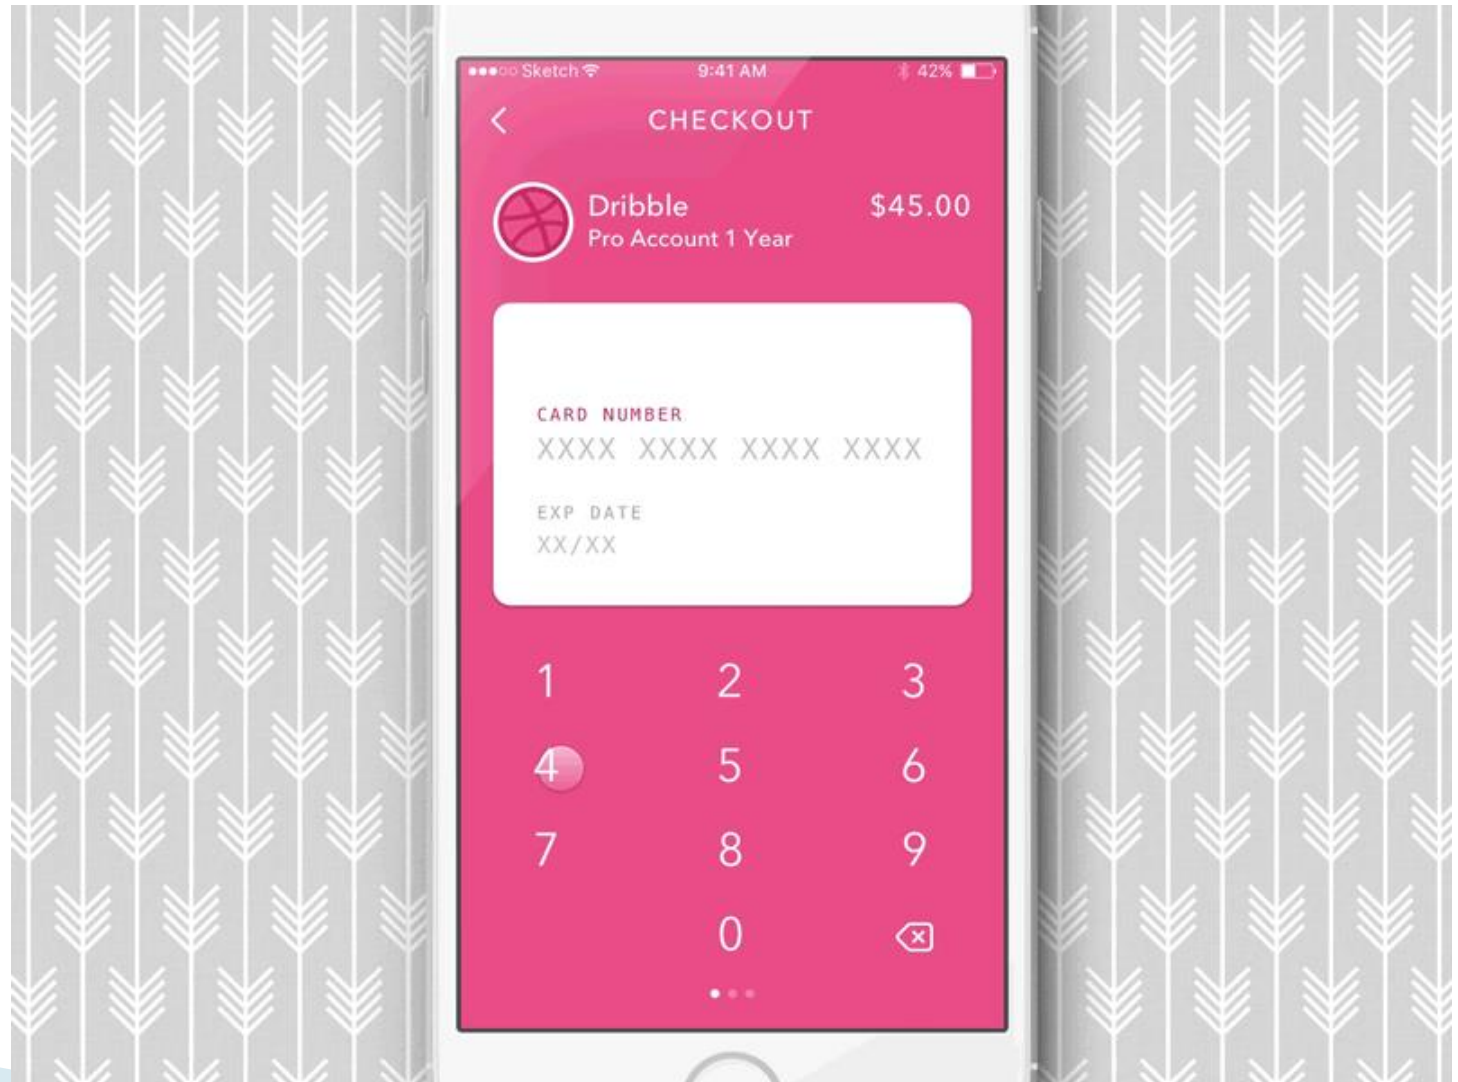 Sketch 9:41 AM 42%
CHECKOUT
Dribble $45.00
Pro Account 1 Year
CARD NUMBER
XXXX XXXX XXXX XXXX
EXP DATE
XX/XX
1 2 3
4 5 6
7 8 9
0